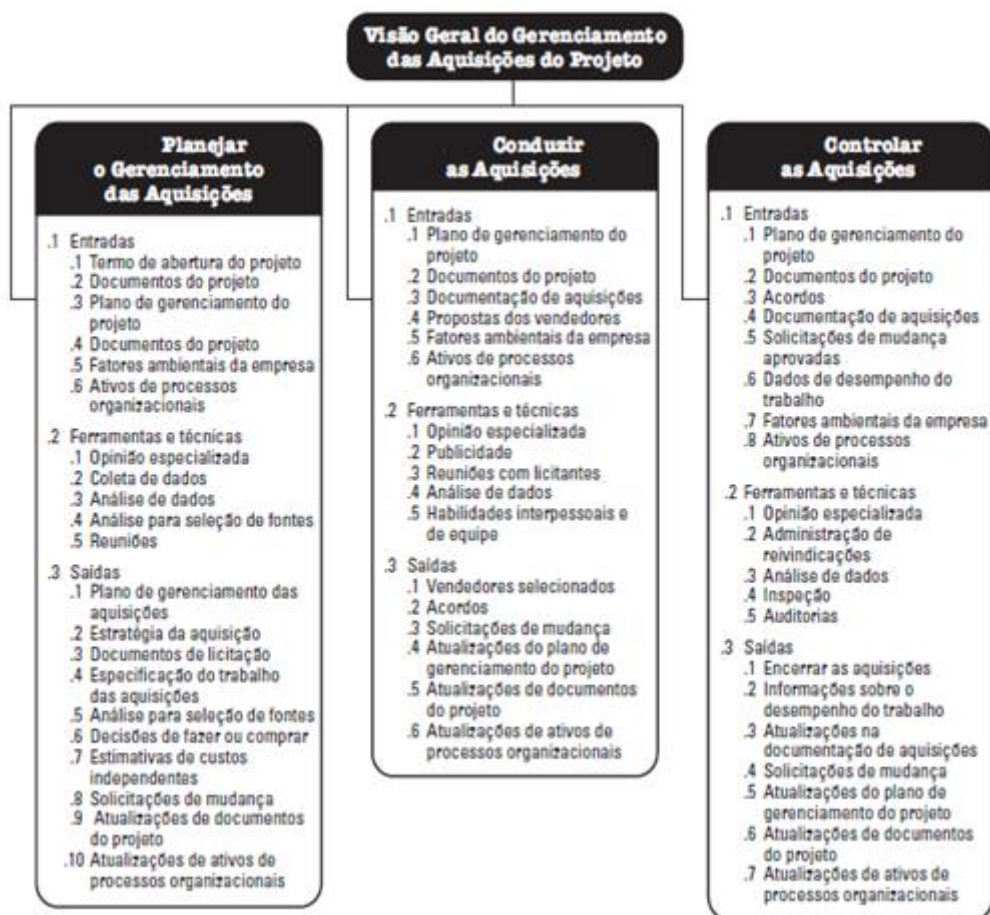 Visão Geral do Gerenciamento
das Aquisições do Projeto
Planejar
o Gerenciamento
das Aquisições
.1 Entradas
.1 Termo de abertura do projeto
.2 Documentos do projeto
.3 Plano de gerenciamento do
projeto
.4 Documentos do projeto
.5 Fatores ambientais da empresa
.6 Ativos de processos
organizacionais
.2 Ferramentas e técnicas
.1 Opinião especializada
.2 Coleta de dados
.3 Análise de dados
.4 Análise para seleção de fontes
.5 Reuniões
.3 Saídas
.1 Plano de gerenciamento das
aquisições
.2 Estratégia da aquisição
.3 Documentos de licitação
.4 Especificação do trabalho
das aquisições
.5 Análise para seleção de fontes
.6 Decisões de fazer ou comprar
.7 Estimativas de custos
independentes
.8 Solicitações de mudança
.9 Atualizações de documentos
do projeto
.10 Atualizações de ativos de
processos organizacionais
Conduzir
as Aquisições
.1 Entradas
.1 Plano de gerenciamento do
projeto
.2 Documentos do projeto
.3 Documentação de aquisições
.4 Propostas dos vendedores
.5 Fatores ambientais da empresa
.6 Ativos de processos
organizacionais
.2 Ferramentas e técnicas
.1 Opinião especializada
.2 Publicidade
.3 Reuniões com licitantes
.4 Análise de dados
.5 Habilidades interpessoais e
de equipe
.3 Saídas
.1 Vendedores selecionados
.2 Acordos
.3 Solicitações de mudança
.4 Atualizações do plano de
gerenciamento do projeto
.5 Atualizações de documentos
do projeto
.6 Atualizações de ativos de
processos organizacionais
Controlar
as Aquisições
.1 Entradas
.1 Plano de gerenciamento do
projeto
.2 Documentos do projeto
.3 Acordos
.4 Documentação de aquisições
.5 Solicitações de mudança
aprovadas
.6 Dados de desempenho do
trabalho
.7 Fatores ambientais da empresa
.8 Ativos de processos
organizacionais
.2 Ferramentas e técnicas
.1 Opinião especializada
.2 Administração de
reivindicações
.3 Análise de dados
.4 Inspeção
.5 Auditorias
.3 Saídas
.1 Encerrar as aquisições
.2 Informações sobre o
desempenho do trabalho
.3 Atualizações na
documentação de aquisições
.4 Solicitações de mudança
.5 Atualizações do plano de
gerenciamento do projeto
.6 Atualizações de documentos
do projeto
.7 Atualizações de ativos de
processos organizacionais